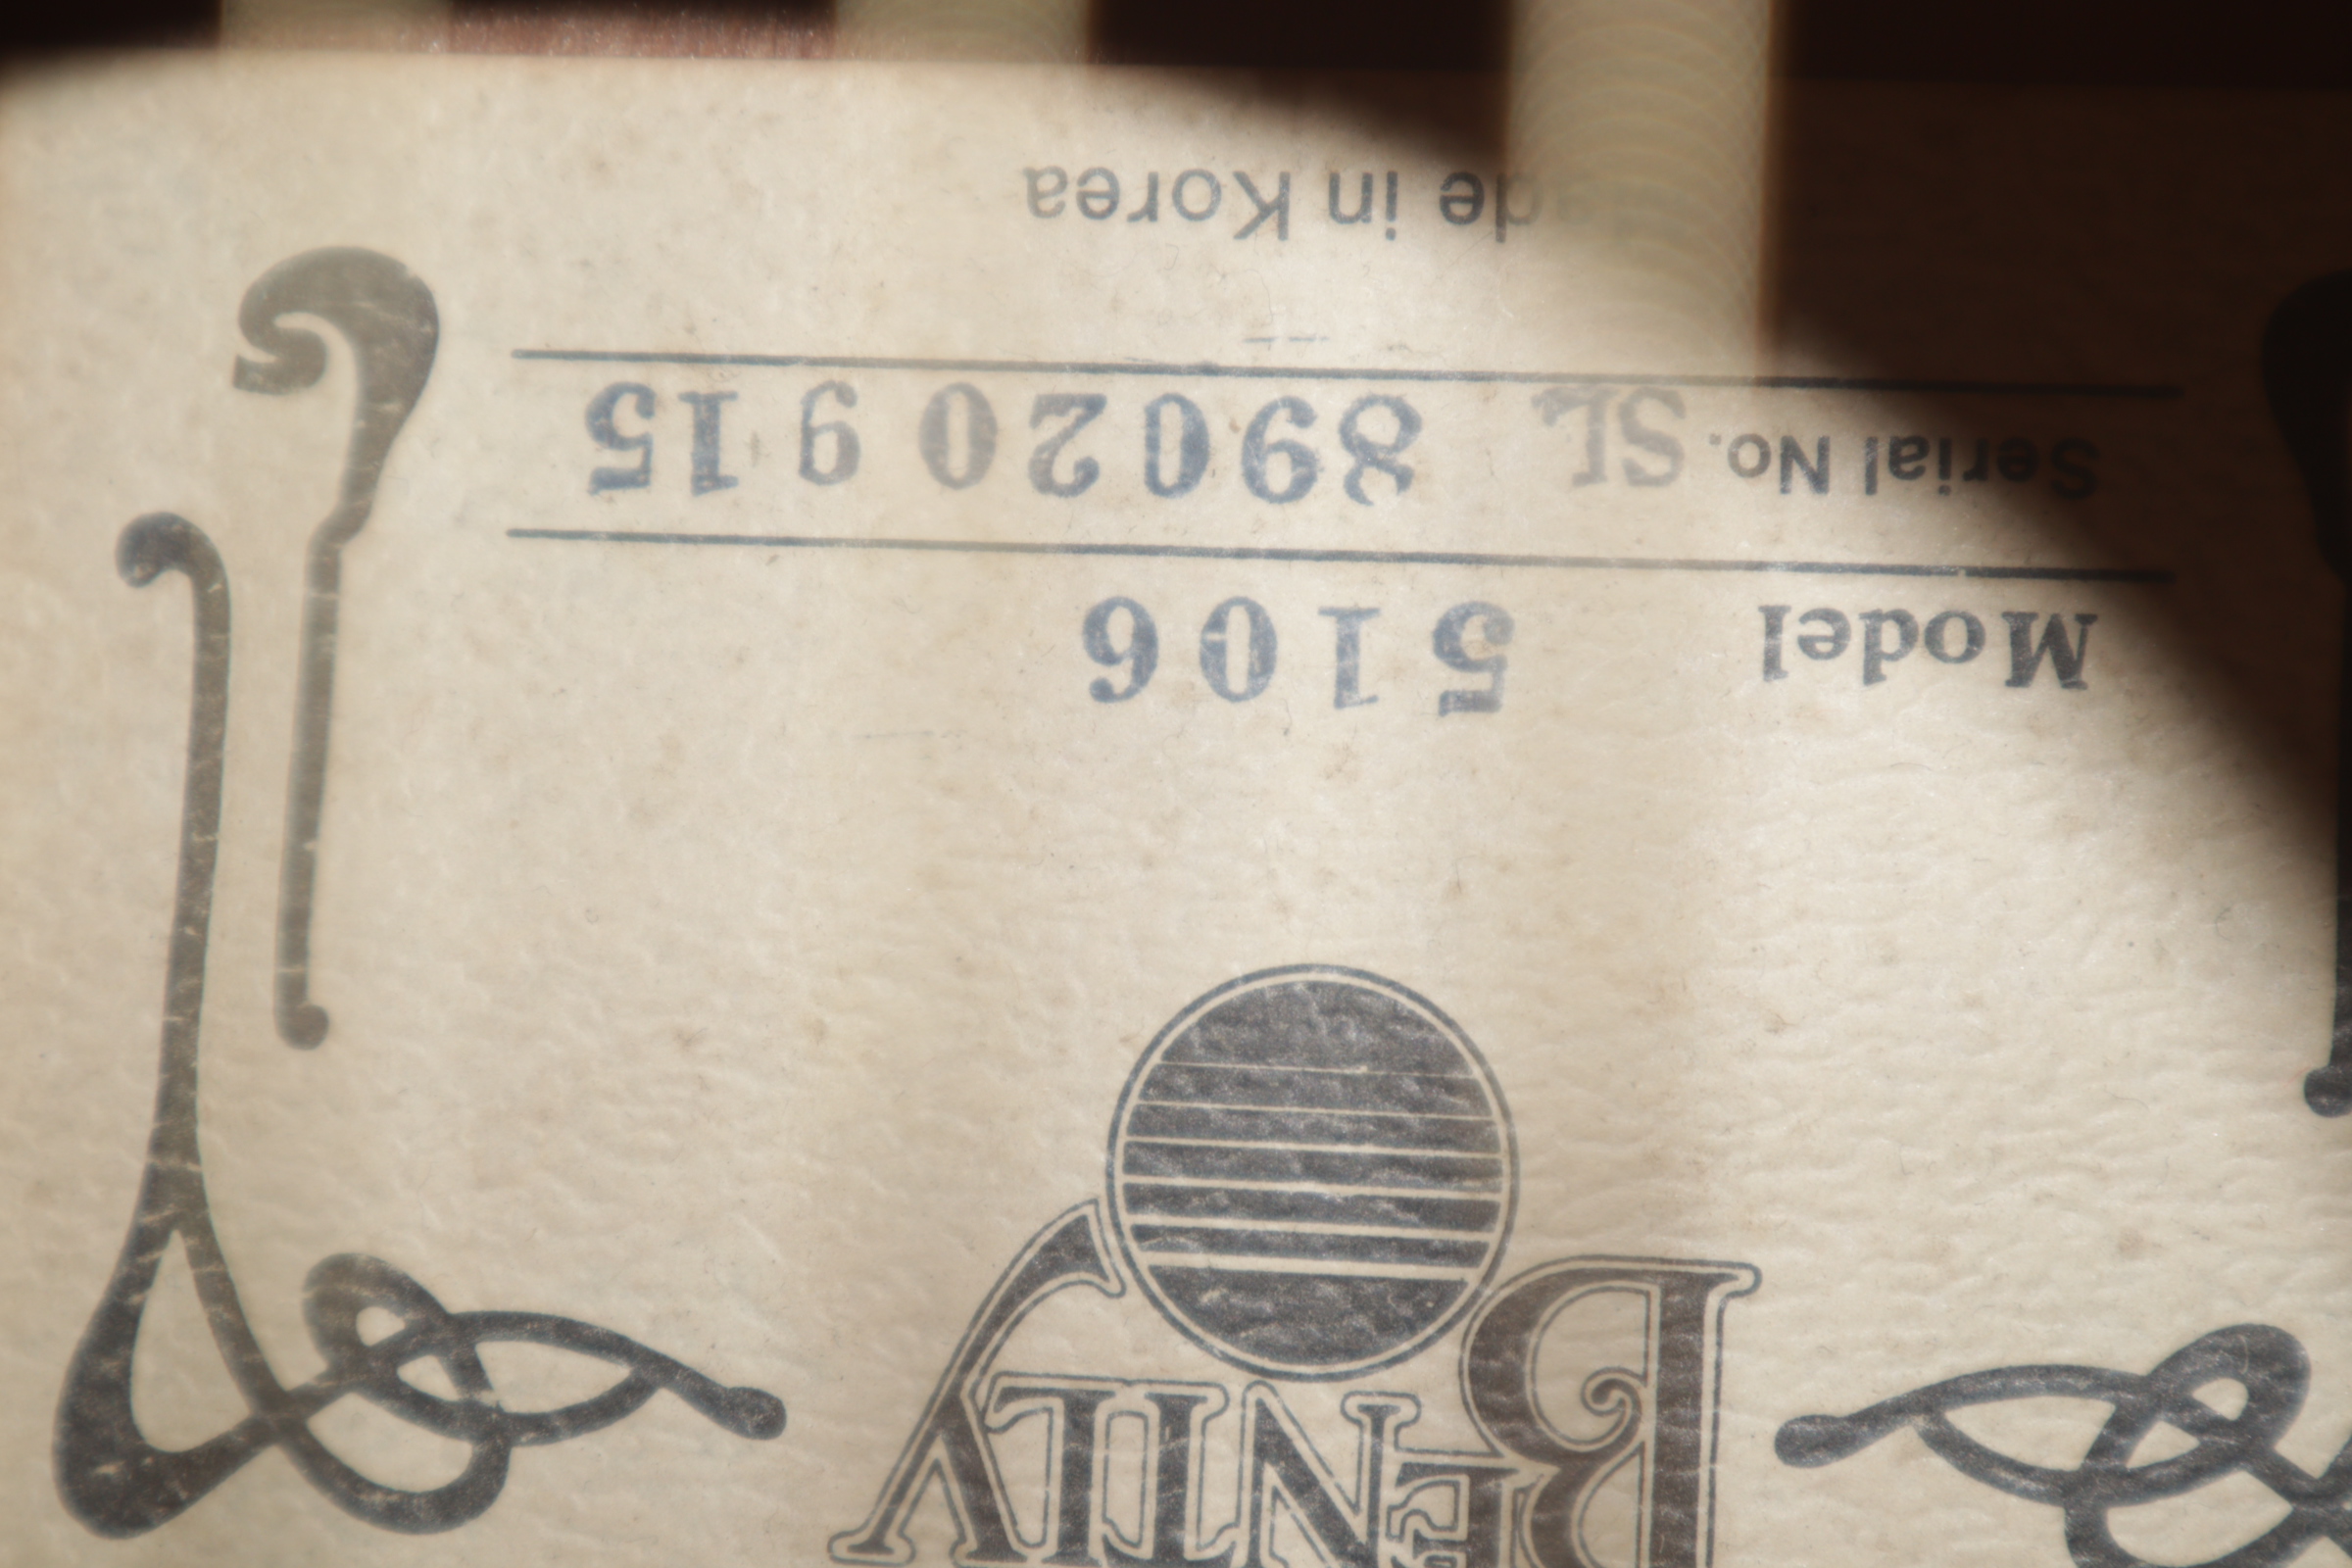 BENTLY
Model 5106
Serial No. SL 89020915
de in Korea